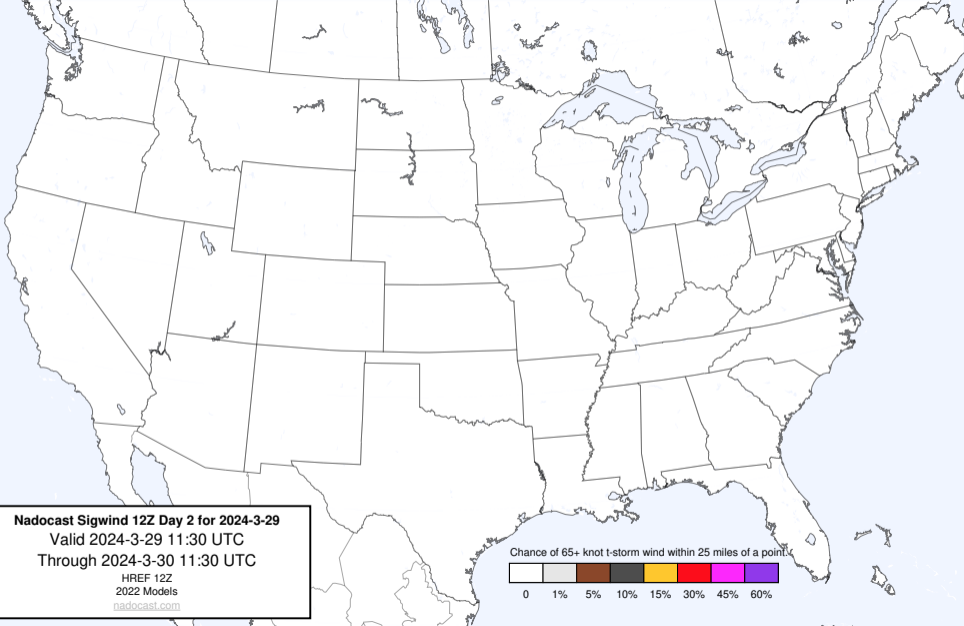 Nadocast Sigwind 12Z Day 2 for 2024-3-29
Valid 2024-3-29 11:30 UTC
Through 2024-3-30 11:30 UTC
HREF 12Z
2022 Models
nadocast.com
Chance of 65+ knot t-storm wind within 25 miles of a point.
0 1% 5% 10% 15% 30% 45% 60%